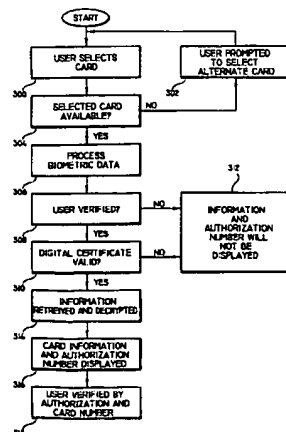 START
USER SELECTS
CARD
300
USER PROMPTED
TO SELECT
ALTERNATE CARD
302
SELECTED CARD
AVAILABLE?
NO
304
YES
PROCESS
BIOMETRIC DATA
306
USER VERIFIED?
NO
308
YES
312
INFORMATION
AND
AUTHORIZATION
NUMBER WILL
NOT BE
DISPLAYED
DIGITAL CERTIFICATE
VALID?
NO
310
YES
INFORMATION
RETRIEVED AND DECRYPTED
314
CARD INFORMATION
AND AUTHORIZATION
NUMBER DISPLAYED
316
USER VERIFIED BY
AUTHORIZATION AND
CARD NUMBER